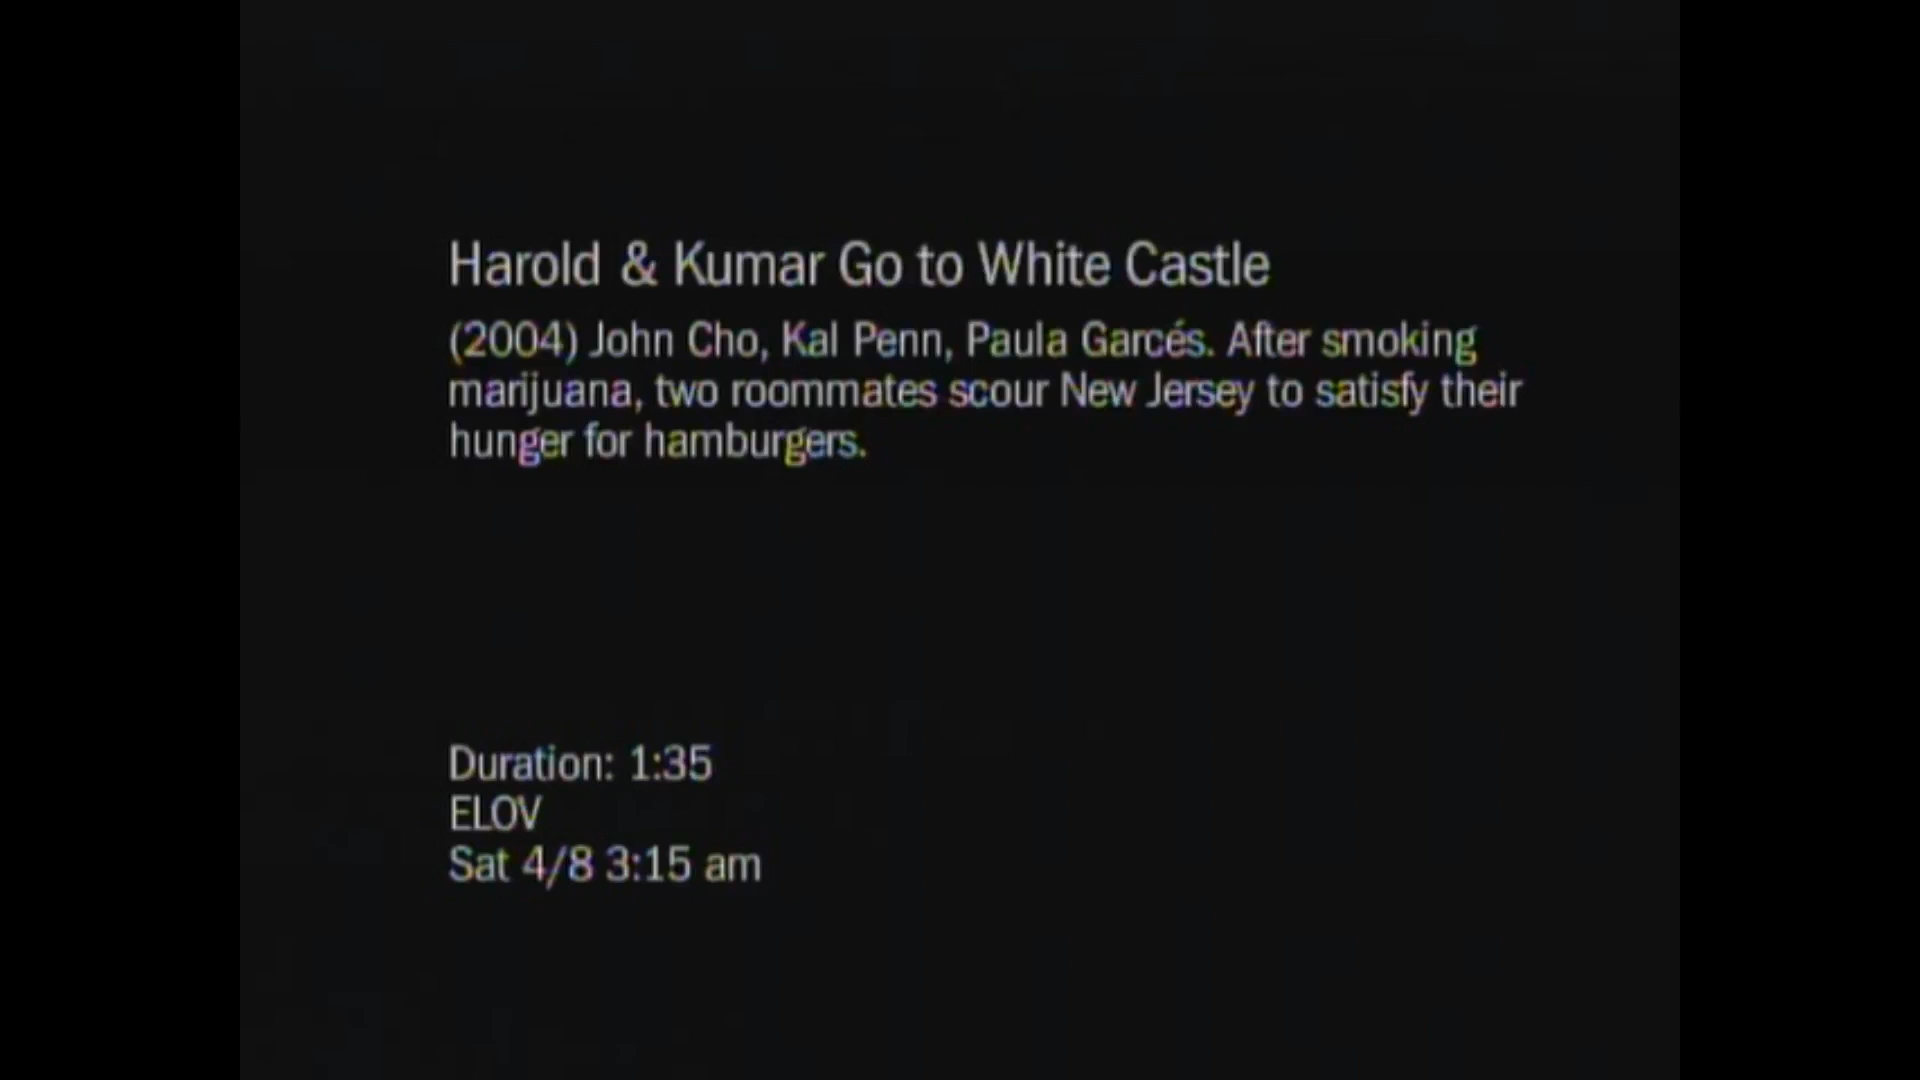 Harold & Kumar Go to White Castle
(2004) John Cho, Kal Penn, Paula Garcés. After smoking
marijuana, two roommates scour New Jersey to satisfy their
hunger for hamburgers.
Duration: 1:35
ELOV
Sat 4/8 3:15 am